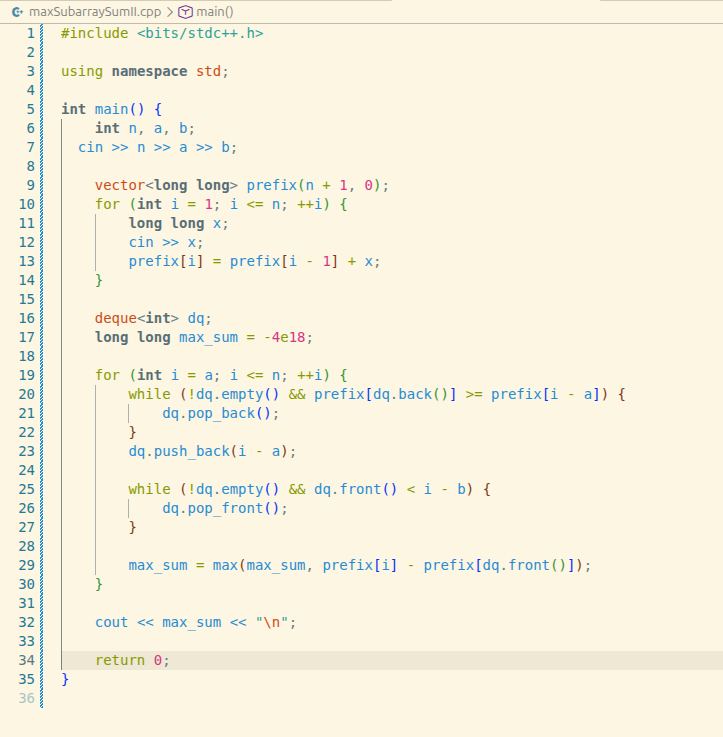 maxSubarraySumII.cpp > main()
1 #include <bits/stdc++.h>
2
3 using namespace std;
4
5 int main() {
6     int n, a, b;
7   cin >> n >> a >> b;
8
9     vector<long long> prefix(n + 1, 0);
10     for (int i = 1; i <= n; ++i) {
11         long long x;
12         cin >> x;
13         prefix[i] = prefix[i - 1] + x;
14     }
15
16     deque<int> dq;
17     long long max_sum = -4e18;
18
19     for (int i = a; i <= n; ++i) {
20         while (!dq.empty() && prefix[dq.back()] >= prefix[i - a]) {
21             dq.pop_back();
22         }
23         dq.push_back(i - a);
24
25         while (!dq.empty() && dq.front() < i - b) {
26             dq.pop_front();
27         }
28
29         max_sum = max(max_sum, prefix[i] - prefix[dq.front()]);
30     }
31
32     cout << max_sum << "\n";
33
34     return 0;
35 }
36